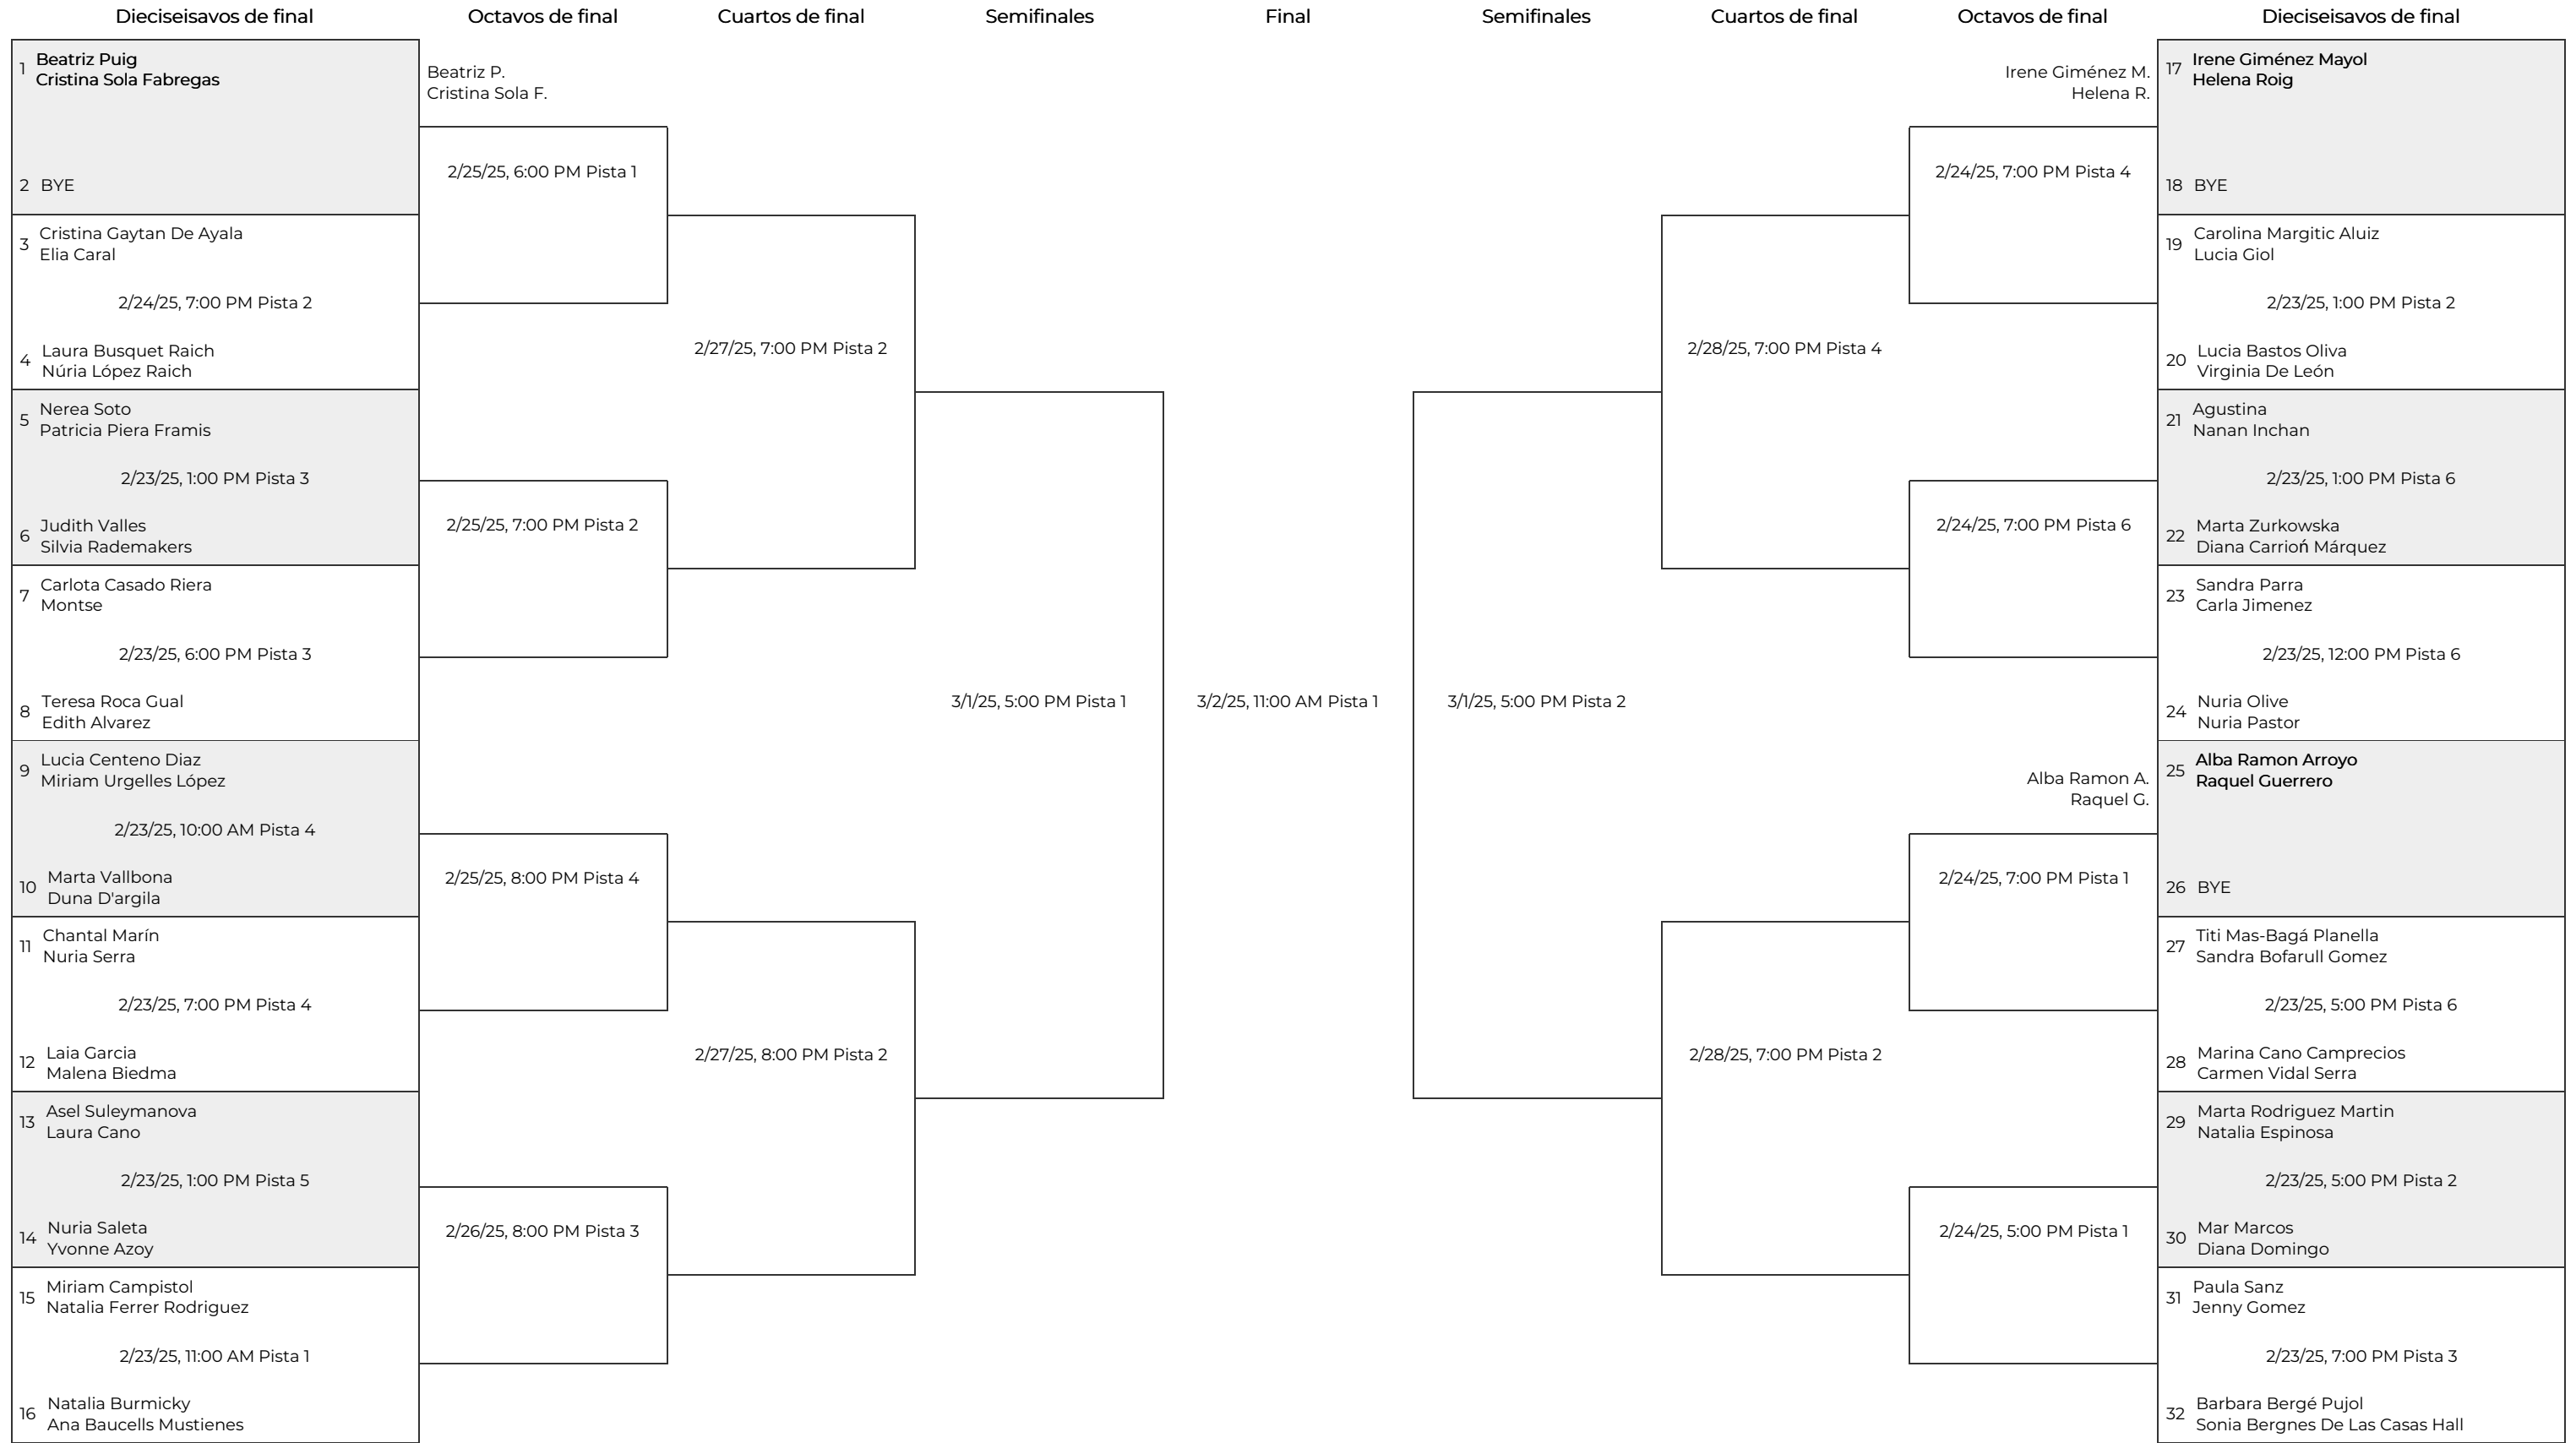 Dieciseisavos de final
Octavos de final
Cuartos de final
Semifinales
Final
Semifinales
Cuartos de final
Octavos de final
Dieciseisavos de final
1 Beatriz Puig
Cristina Sola Fabregas
2 BYE
3 Cristina Gaytan De Ayala
Elia Caral
2/24/25, 7:00 PM Pista 2
4 Laura Busquet Raich
Núria López Raich
5 Nerea Soto
Patricia Piera Framis
2/23/25, 1:00 PM Pista 3
6 Judith Valles
Silvia Rademakers
7 Carlota Casado Riera
Montse
2/23/25, 6:00 PM Pista 3
8 Teresa Roca Gual
Edith Alvarez
9 Lucia Centeno Diaz
Miriam Urgelles López
2/23/25, 10:00 AM Pista 4
10 Marta Vallbona
Duna D'argila
11 Chantal Marín
Nuria Serra
2/23/25, 7:00 PM Pista 4
12 Laia Garcia
Malena Biedma
13 Asel Suleymanova
Laura Cano
2/23/25, 1:00 PM Pista 5
14 Nuria Saleta
Yvonne Azoy
15 Miriam Campistol
Natalia Ferrer Rodriguez
2/23/25, 11:00 AM Pista 1
16 Natalia Burmicky
Ana Baucells Mustienes
Beatriz P.
Cristina Sola F.
2/25/25, 6:00 PM Pista 1
2/25/25, 7:00 PM Pista 2
2/25/25, 8:00 PM Pista 4
2/26/25, 8:00 PM Pista 3
2/27/25, 7:00 PM Pista 2
2/27/25, 8:00 PM Pista 2
3/1/25, 5:00 PM Pista 1
3/2/25, 11:00 AM Pista 1
3/1/25, 5:00 PM Pista 2
2/28/25, 7:00 PM Pista 4
2/28/25, 7:00 PM Pista 2
Irene Giménez M.
Helena R.
2/24/25, 7:00 PM Pista 4
2/24/25, 7:00 PM Pista 6
Alba Ramon A.
Raquel G.
2/24/25, 7:00 PM Pista 1
2/24/25, 5:00 PM Pista 1
17 Irene Giménez Mayol
Helena Roig
18 BYE
19 Carolina Margitic Aluiz
Lucia Giol
2/23/25, 1:00 PM Pista 2
20 Lucia Bastos Oliva
Virginia De León
21 Agustina
Nanan Inchan
2/23/25, 1:00 PM Pista 6
22 Marta Zurkowska
Diana Carrioń Márquez
23 Sandra Parra
Carla Jimenez
2/23/25, 12:00 PM Pista 6
24 Nuria Olive
Nuria Pastor
25 Alba Ramon Arroyo
Raquel Guerrero
26 BYE
27 Titi Mas-Bagá Planella
Sandra Bofarull Gomez
2/23/25, 5:00 PM Pista 6
28 Marina Cano Camprecios
Carmen Vidal Serra
29 Marta Rodriguez Martin
Natalia Espinosa
2/23/25, 5:00 PM Pista 2
30 Mar Marcos
Diana Domingo
31 Paula Sanz
Jenny Gomez
2/23/25, 7:00 PM Pista 3
32 Barbara Bergé Pujol
Sonia Bergnes De Las Casas Hall